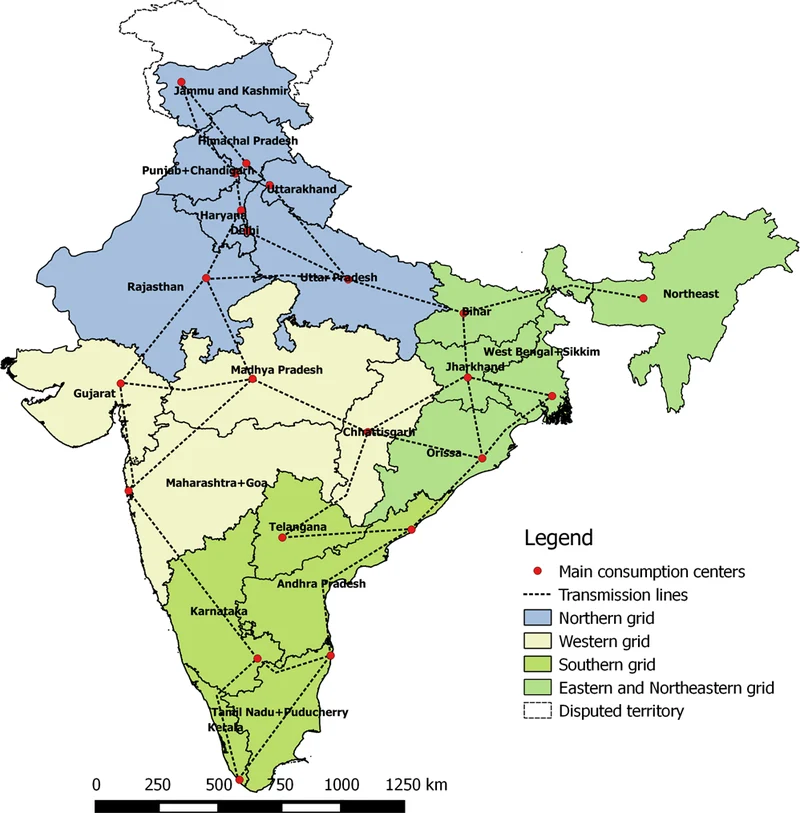 Jammu and Kashmir
Himachal Pradesh
Punjab+Chandigarh
Uttarakhand
Haryana
Delhi
Rajasthan
Uttar Pradesh
Northeast
Bihar
West Bengal+Sikkim
Jharkhand
Madhya Pradesh
Gujarat
Chhattisgarh
Orissa
Maharashtra+Goa
Telangana
Andhra Pradesh
Karnataka
Tamil Nadu+Puducherry
Kerala
Legend
Main consumption centers
Transmission lines
Northern grid
Western grid
Southern grid
Eastern and Northeastern grid
Disputed territory
0 250 500 750 1000 1250 km